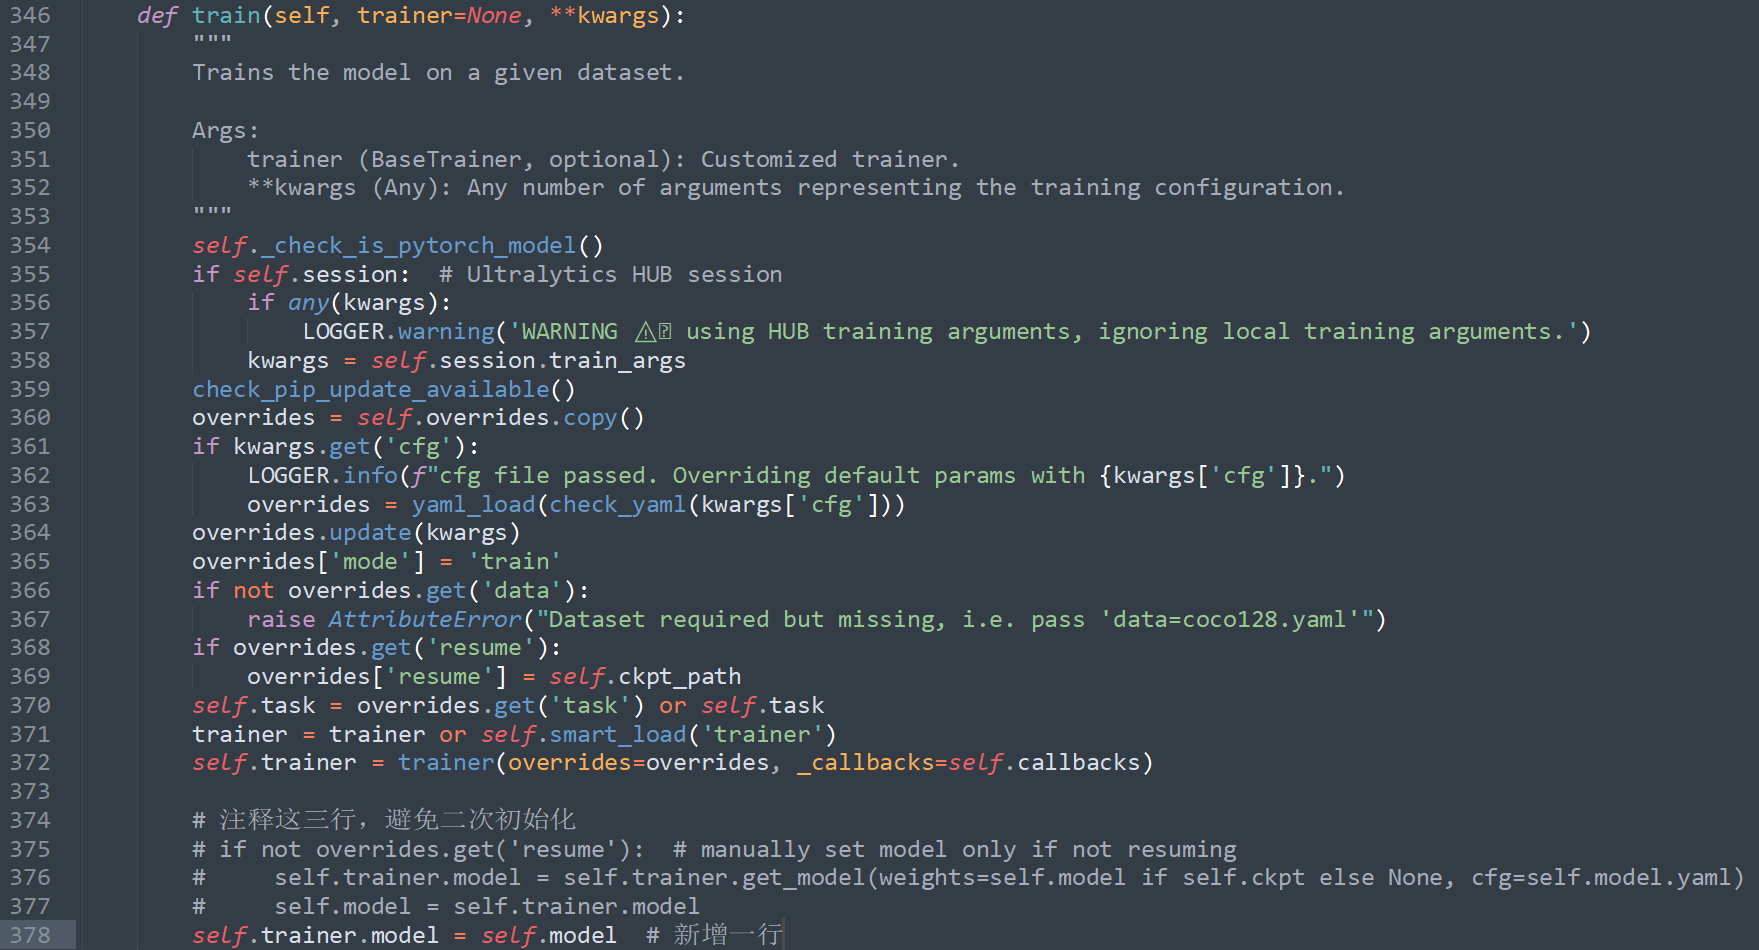 346 def train(self, trainer=None, **kwargs):
347 """
348 Trains the model on a given dataset.
349
350 Args:
351 trainer (BaseTrainer, optional): Customized trainer.
352 **kwargs (Any): Any number of arguments representing the training configuration.
353 """
354 self._check_is_pytorch_model()
355 if self.session:  # Ultralytics HUB session
356 if any(kwargs):
357 LOGGER.warning('WARNING ⚠️ using HUB training arguments, ignoring local training arguments.')
358 kwargs = self.session.train_args
359 check_pip_update_available()
360 overrides = self.overrides.copy()
361 if kwargs.get('cfg'):
362 LOGGER.info(f"cfg file passed. Overriding default params with {kwargs['cfg']}.")
363 overrides = yaml_load(check_yaml(kwargs['cfg']))
364 overrides.update(kwargs)
365 overrides['mode'] = 'train'
366 if not overrides.get('data'):
367 raise AttributeError("Dataset required but missing, i.e. pass 'data=coco128.yaml'")
368 if overrides.get('resume'):
369 overrides['resume'] = self.ckpt_path
370 self.task = overrides.get('task') or self.task
371 trainer = trainer or self.smart_load('trainer')
372 self.trainer = trainer(overrides=overrides, _callbacks=self.callbacks)
373
374 # 注释这三行，避免二次初始化
375 # if not overrides.get('resume'):  # manually set model only if not resuming
376 #     self.trainer.model = self.trainer.get_model(weights=self.model if self.ckpt else None, cfg=self.model.yaml)
377 #     self.model = self.trainer.model
378 self.trainer.model = self.model  # 新增一行